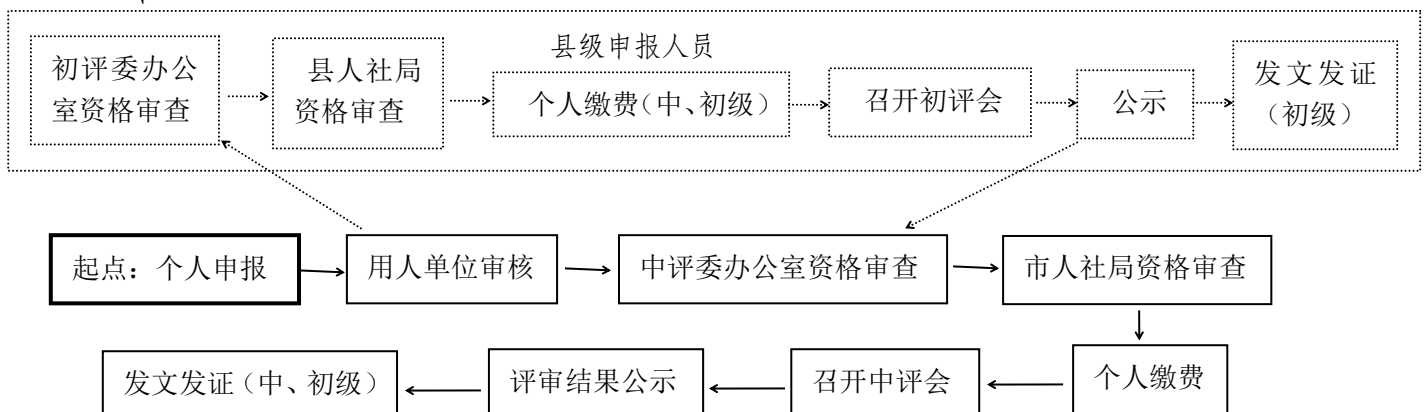 县级申报人员
初评委办公
室资格审查
县人社局
资格审查
个人缴费（中、初级）
召开初评会
公示
发文发证
（初级）
起点：个人申报
用人单位审核
中评委办公室资格审查
市人社局资格审查
个人缴费
召开中评会
评审结果公示
发文发证（中、初级）